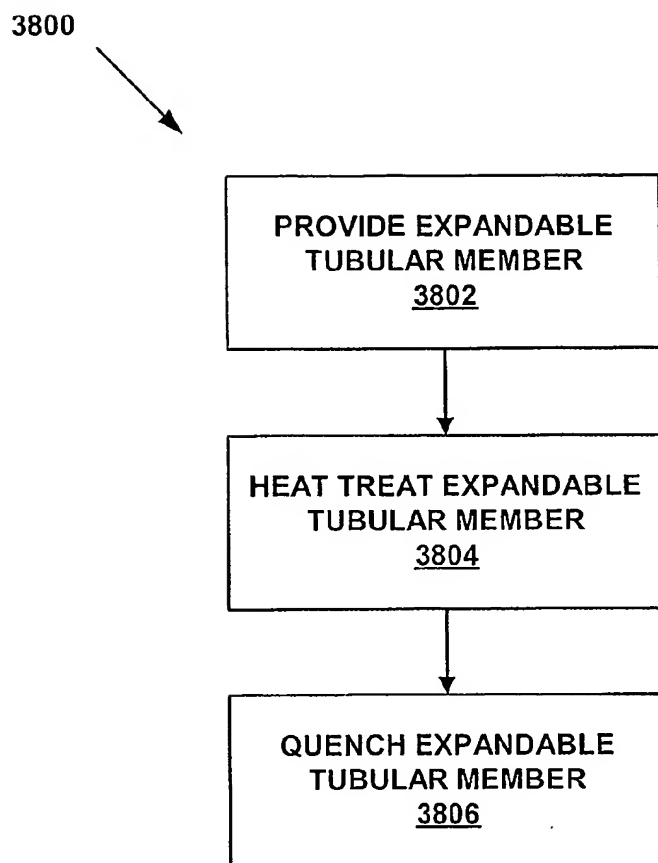 3800
PROVIDE EXPANDABLE
TUBULAR MEMBER
3802
HEAT TREAT EXPANDABLE
TUBULAR MEMBER
3804
QUENCH EXPANDABLE
TUBULAR MEMBER
3806